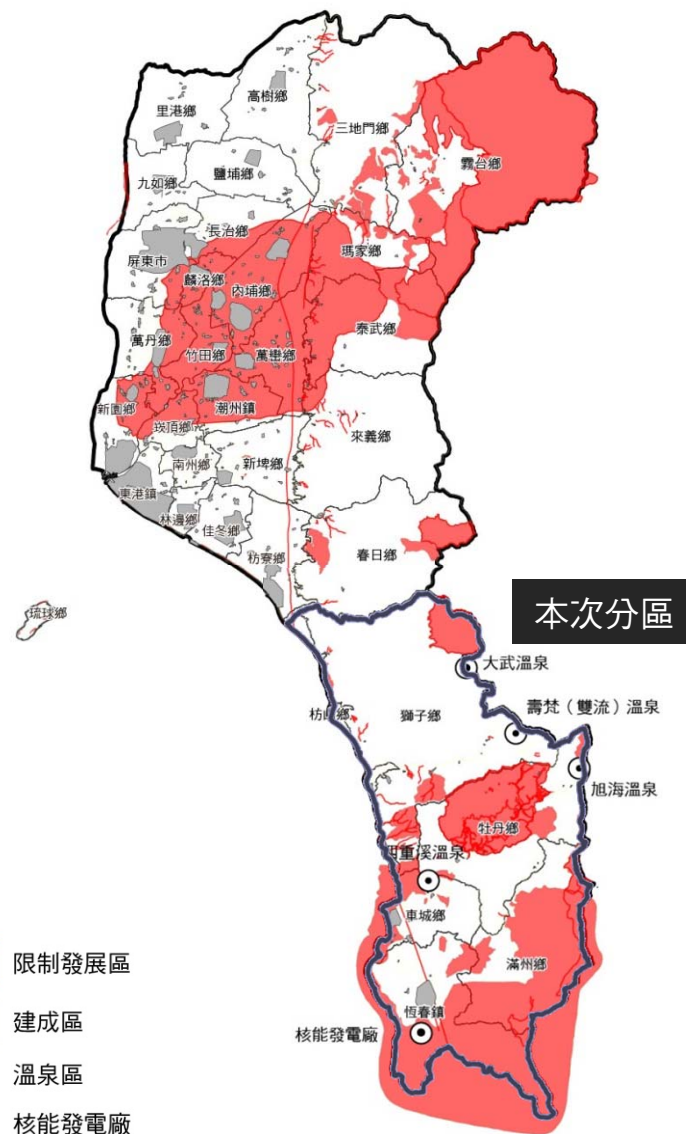 高樹鄉
里港鄉
三地門鄉
鹽埔鄉
霧台鄉
九如鄉
長治鄉
屏東市
瑪家鄉
麟洛鄉
內埔鄉
泰武鄉
萬丹鄉
竹田鄉
萬巒鄉
新園鄉
潮州鎮
崁頂鄉
來義鄉
南州鄉
新埤鄉
東港鎮
林邊鄉
佳冬鄉
枋寮鄉
春日鄉
琉球鄉
本次分區
大武溫泉
壽梵（雙流）溫泉
獅子鄉
旭海溫泉
牡丹鄉
重溪溫泉
車城鄉
滿州鄉
恆春鎮
核能發電廠
限制發展區
建成區
溫泉區
核能發電廠